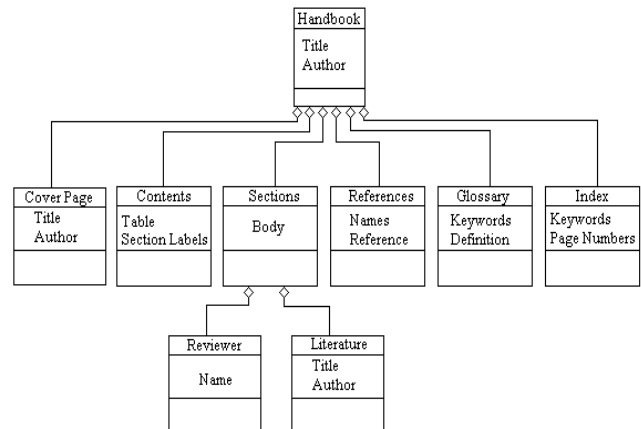 Handbook
Title
Author
Cover Page
Title
Author
Contents
Table
Section Labels
Sections
Body
References
Names
Reference
Glossary
Keywords
Definition
Index
Keywords
Page Numbers
Reviewer
Name
Literature
Title
Author